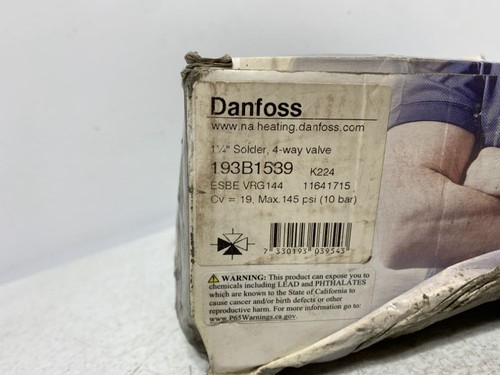 Danfoss
www.na.heating.danfoss.com
1¼" Solder, 4-way valve
193B1539 K224
ESBE VRG144 11641715
Cv = 19, Max. 145 psi (10 bar)
7 330193 039543
WARNING: This product can expose you to
chemicals including LEAD and PHTHALATES
which are known to the State of California to
cause cancer and/or birth defects or other
reproductive harm. For more information go to:
www.P65Warnings.ca.gov.